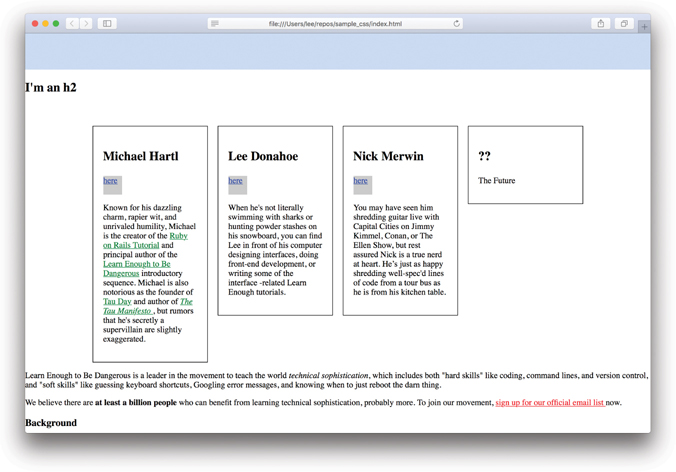 file:///Users/lee/repos/sample_css/index.html
I'm an h2
Michael Hartl
here
Known for his dazzling
charm, rapier wit, and
unrivaled humility, Michael
is the creator of the Ruby
on Rails Tutorial and
principal author of the
Learn Enough to Be
Dangerous introductory
sequence. Michael is also
notorious as the founder of
Tau Day and author of The
Tau Manifesto , but rumors
that he's secretly a
supervillain are slightly
exaggerated.
Lee Donahoe
here
When he's not literally
swimming with sharks or
hunting powder stashes on
his snowboard, you can find
Lee in front of his computer
designing interfaces, doing
front-end development, or
writing some of the
interface -related Learn
Enough tutorials.
Nick Merwin
here
You may have seen him
shredding guitar live with
Capital Cities on Jimmy
Kimmel, Conan, or The
Ellen Show, but rest
assured Nick is a true nerd
at heart. He's just as happy
shredding well-spec'd lines
of code from a tour bus as
he is from his kitchen table.
??
The Future
Learn Enough to Be Dangerous is a leader in the movement to teach the world technical sophistication, which includes both "hard skills" like coding, command lines, and version control,
and "soft skills" like guessing keyboard shortcuts, Googling error messages, and knowing when to just reboot the darn thing.
We believe there are at least a billion people who can benefit from learning technical sophistication, probably more. To join our movement, sign up for our official email list now.
Background